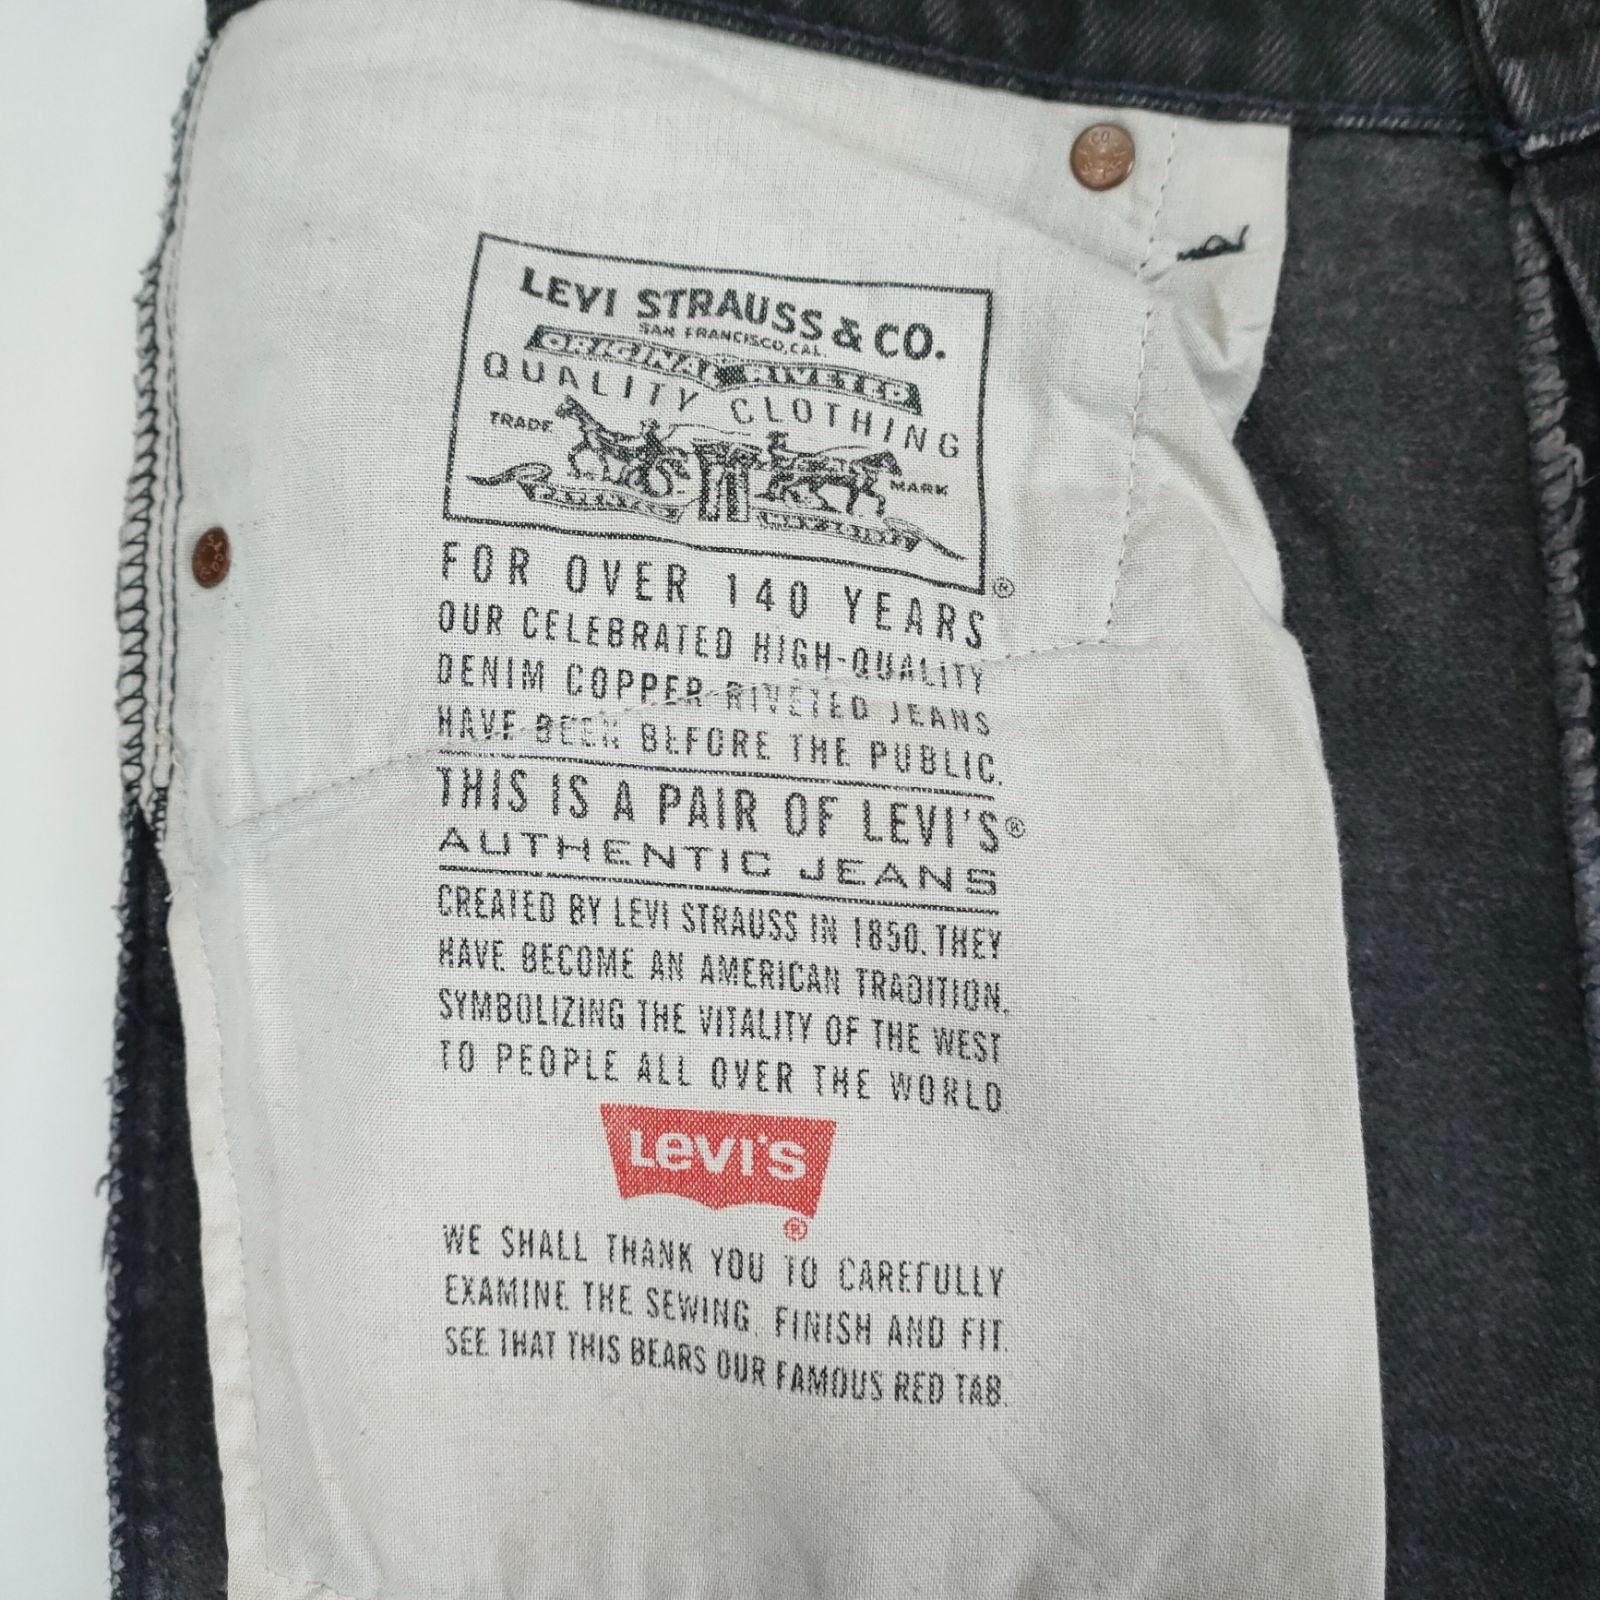 LEVI STRAUSS & CO.
SAN FRANCISCO, CAL.
ORIGINAL RIVETED
QUALITY CLOTHING
TRADE MARK
®
FOR OVER 140 YEARS
OUR CELEBRATED HIGH-QUALITY
DENIM COPPER RIVETED JEANS
HAVE BEEN BEFORE THE PUBLIC.
THIS IS A PAIR OF LEVI'S®
AUTHENTIC JEANS
CREATED BY LEVI STRAUSS IN 1850. THEY
HAVE BECOME AN AMERICAN TRADITION,
SYMBOLIZING THE VITALITY OF THE WEST
TO PEOPLE ALL OVER THE WORLD
LEVI'S
®
WE SHALL THANK YOU TO CAREFULLY
EXAMINE THE SEWING, FINISH AND FIT.
SEE THAT THIS BEARS OUR FAMOUS RED TAB.